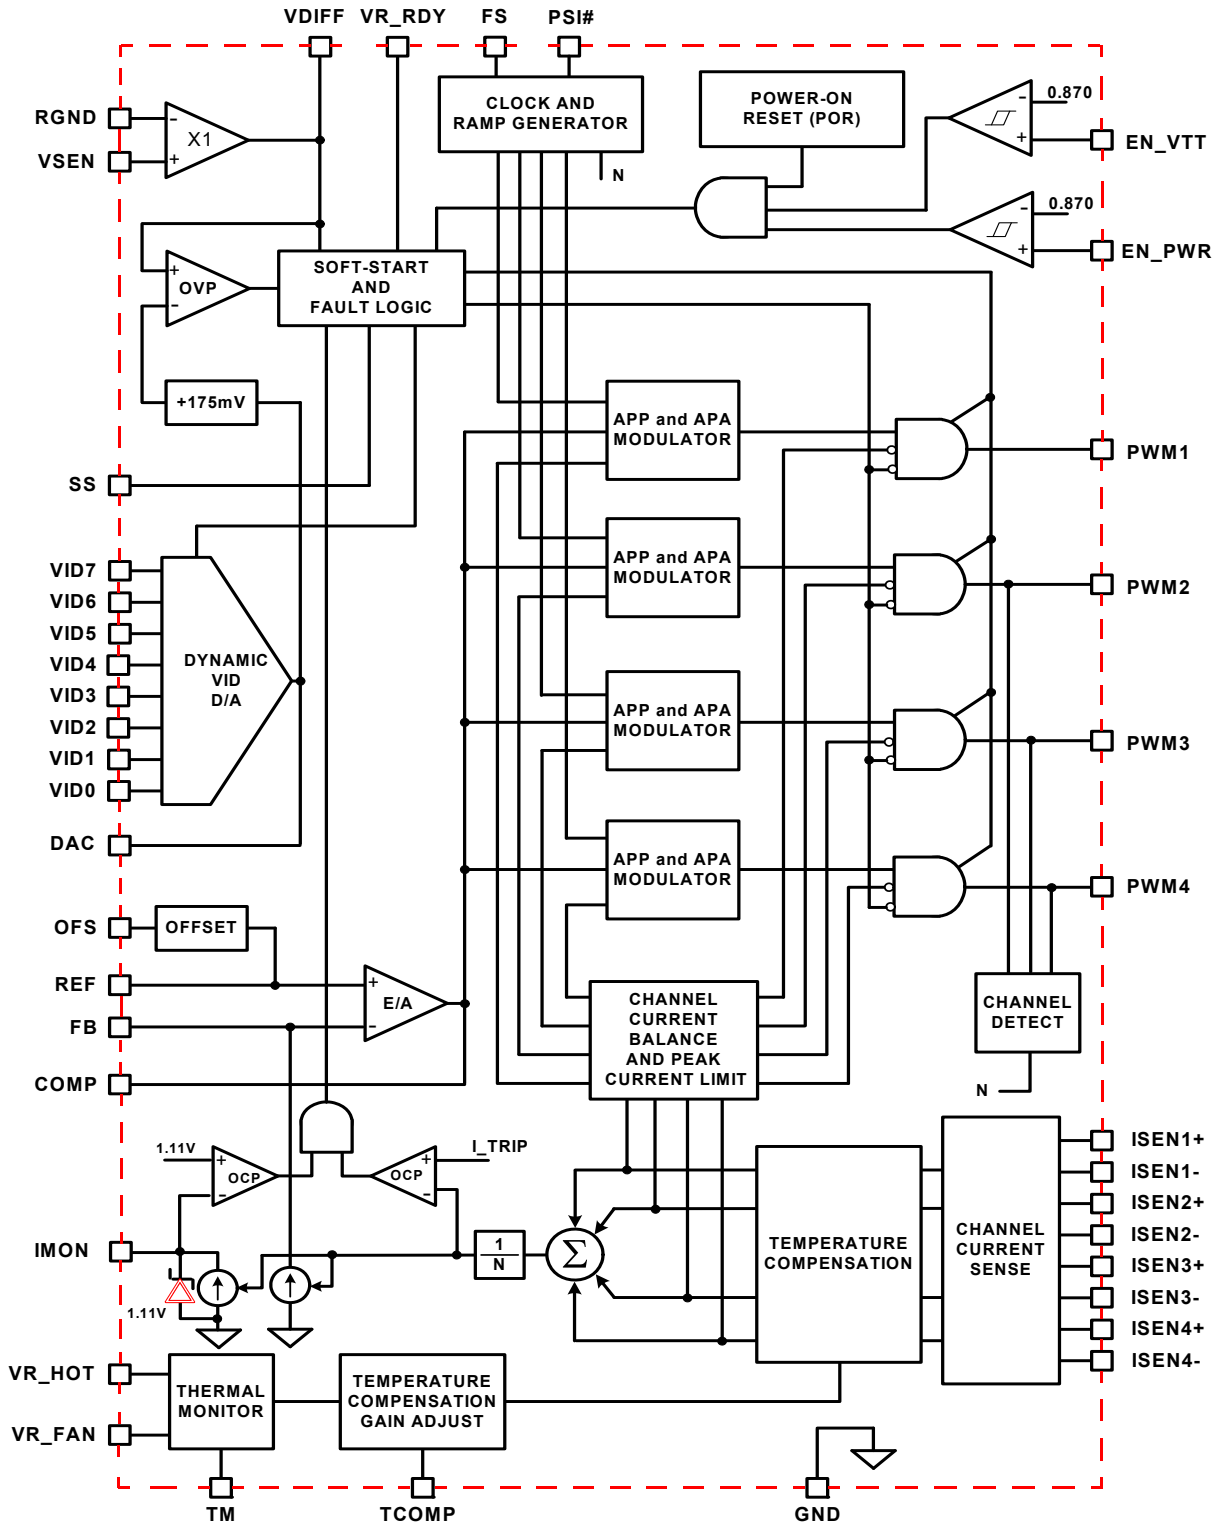 VDIFF
VR_RDY
FS
PSI#
RGND
VSEN
-
+
X1
CLOCK AND
RAMP GENERATOR
N
POWER-ON
RESET (POR)
-
+
0.870
EN_VTT
-
+
0.870
EN_PWR
+
-
OVP
SOFT-START
AND
FAULT LOGIC
+175mV
APP and APA
MODULATOR
PWM1
SS
APP and APA
MODULATOR
PWM2
VID7
VID6
VID5
VID4
VID3
VID2
VID1
VID0
DYNAMIC
VID
D/A
APP and APA
MODULATOR
PWM3
DAC
APP and APA
MODULATOR
PWM4
OFS
OFFSET
REF
FB
+
-
E/A
COMP
CHANNEL
CURRENT
BALANCE
AND PEAK
CURRENT LIMIT
CHANNEL
DETECT
N
1.11V
+
-
OCP
+
-
OCP
I_TRIP
IMON
1.11V
1
N
Σ
TEMPERATURE
COMPENSATION
CHANNEL
CURRENT
SENSE
ISEN1+
ISEN1-
ISEN2+
ISEN2-
ISEN3+
ISEN3-
ISEN4+
ISEN4-
VR_HOT
VR_FAN
THERMAL
MONITOR
TEMPERATURE
COMPENSATION
GAIN ADJUST
TM
TCOMP
GND